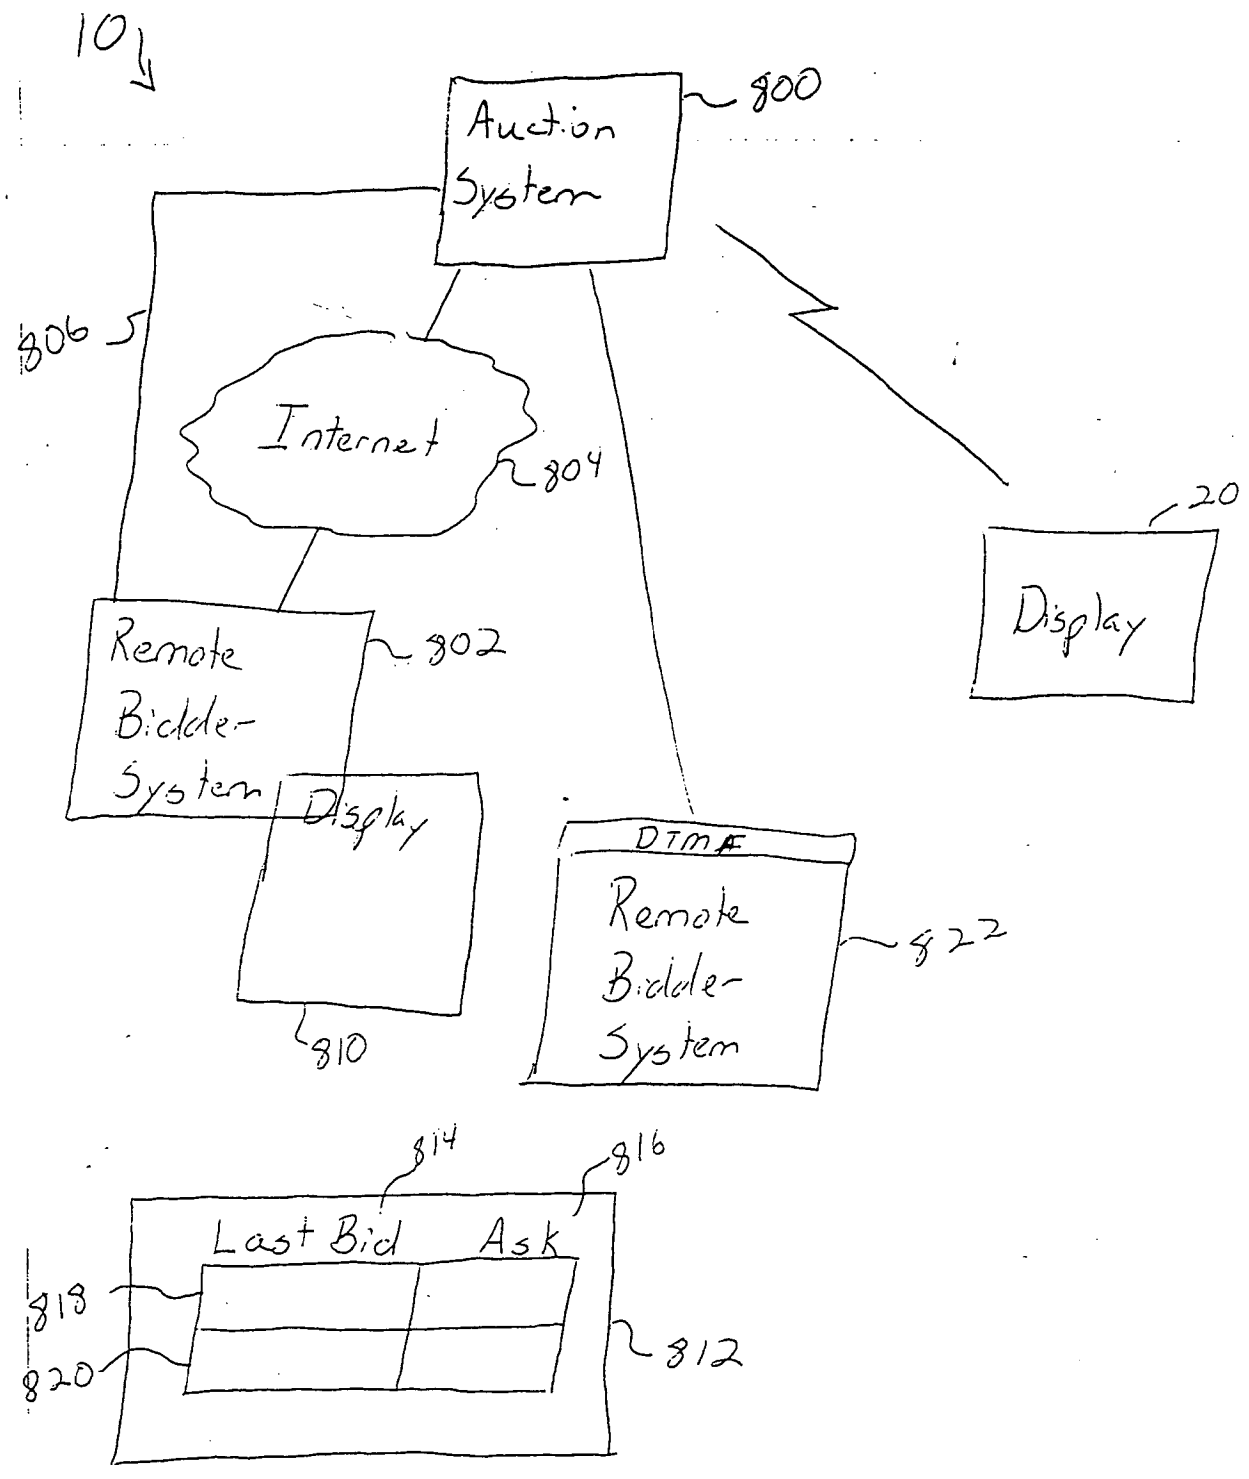 10
800
Auction
System
806
Internet
804
20
Display
Remote
Bidder
System
802
Display
810
DTMF
Remote
Bidder
System
822
814
816
Last Bid Ask
818
820
812